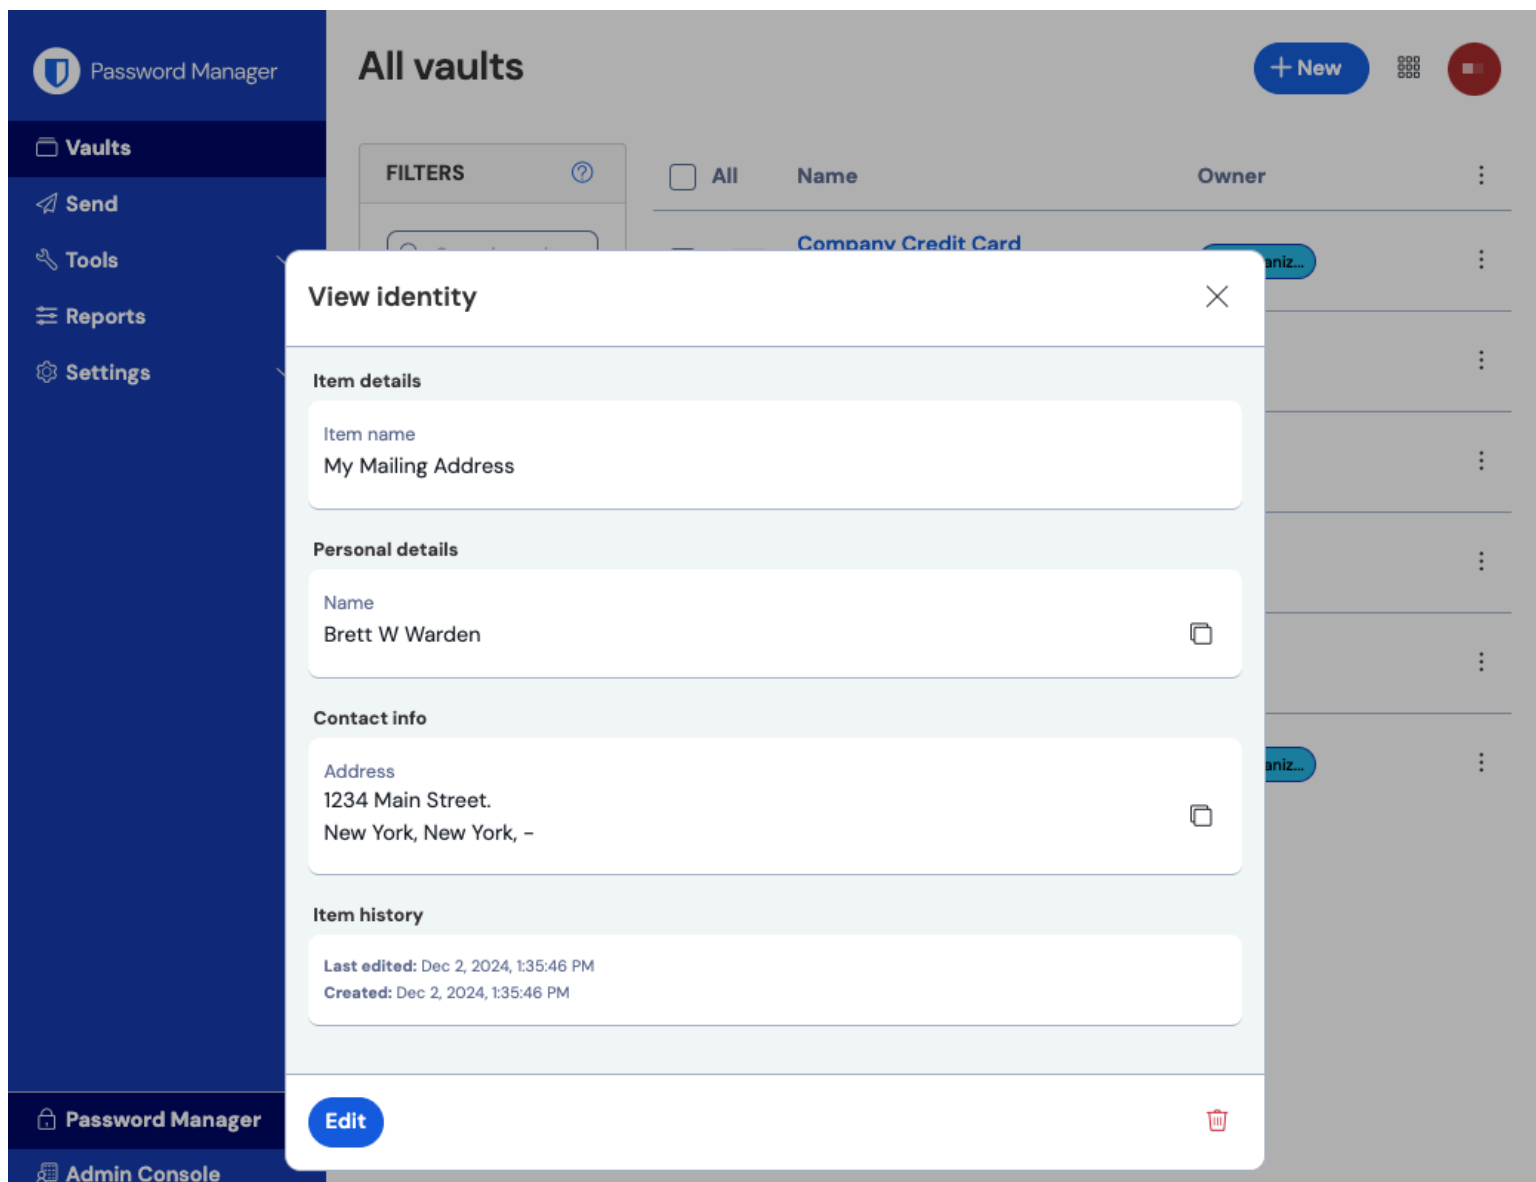 Password Manager
All vaults
New
Vaults
Send
Tools
Reports
Settings
FILTERS
All
Name
Owner
Company Credit Card
aniz...
View identity
Item details
Item name
My Mailing Address
Personal details
Name
Brett W Warden
Contact info
Address
1234 Main Street.
New York, New York, -
aniz...
Item history
Last edited: Dec 2, 2024, 1:35:46 PM
Created: Dec 2, 2024, 1:35:46 PM
Edit
Password Manager
Admin Console